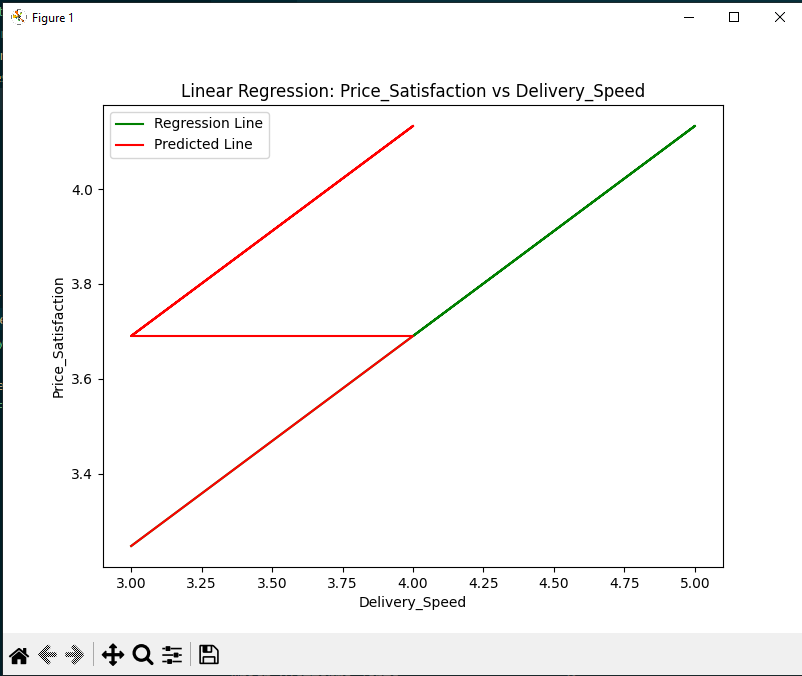 Figure 1
Linear Regression: Price_Satisfaction vs Delivery_Speed
Regression Line
Predicted Line
4.0
3.8
3.6
3.4
Price_Satisfaction
3.00 3.25 3.50 3.75 4.00 4.25 4.50 4.75 5.00
Delivery_Speed